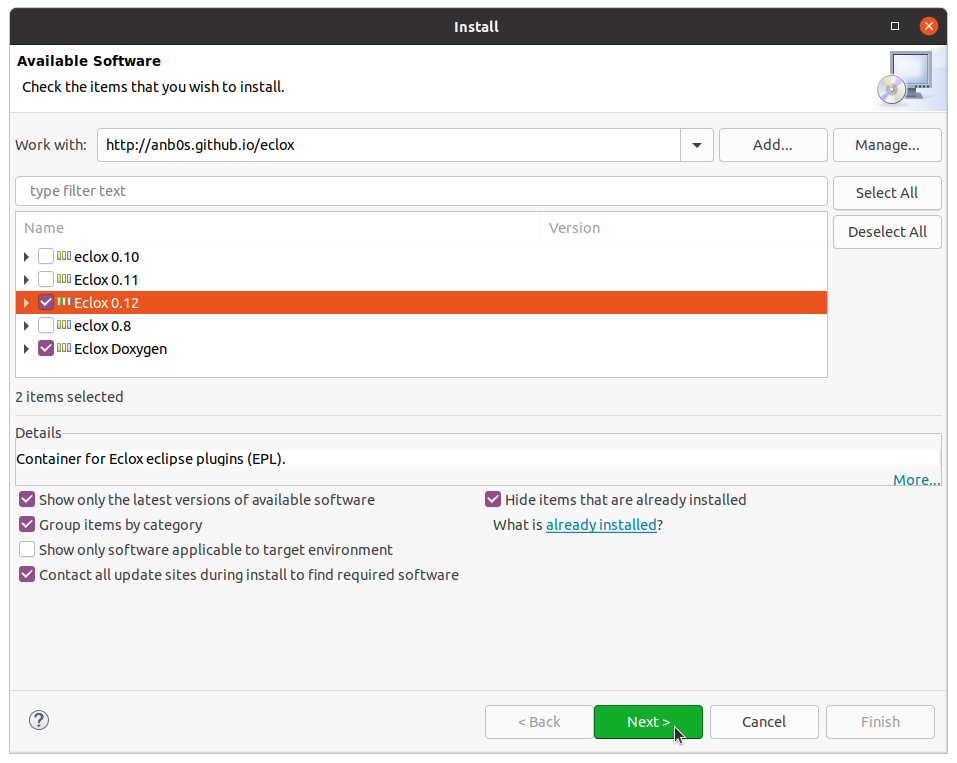 Install
Available Software
Check the items that you wish to install.
Work with: http://anb0s.github.io/eclox Add... Manage...
type filter text Select All
Name Version Deselect All
eclox 0.10
Eclox 0.11
Eclox 0.12
eclox 0.8
Eclox Doxygen
2 items selected
Details
Container for Eclox eclipse plugins (EPL).
More...
Show only the latest versions of available software Hide items that are already installed
Group items by category What is already installed?
Show only software applicable to target environment
Contact all update sites during install to find required software
? < Back Next > Cancel Finish